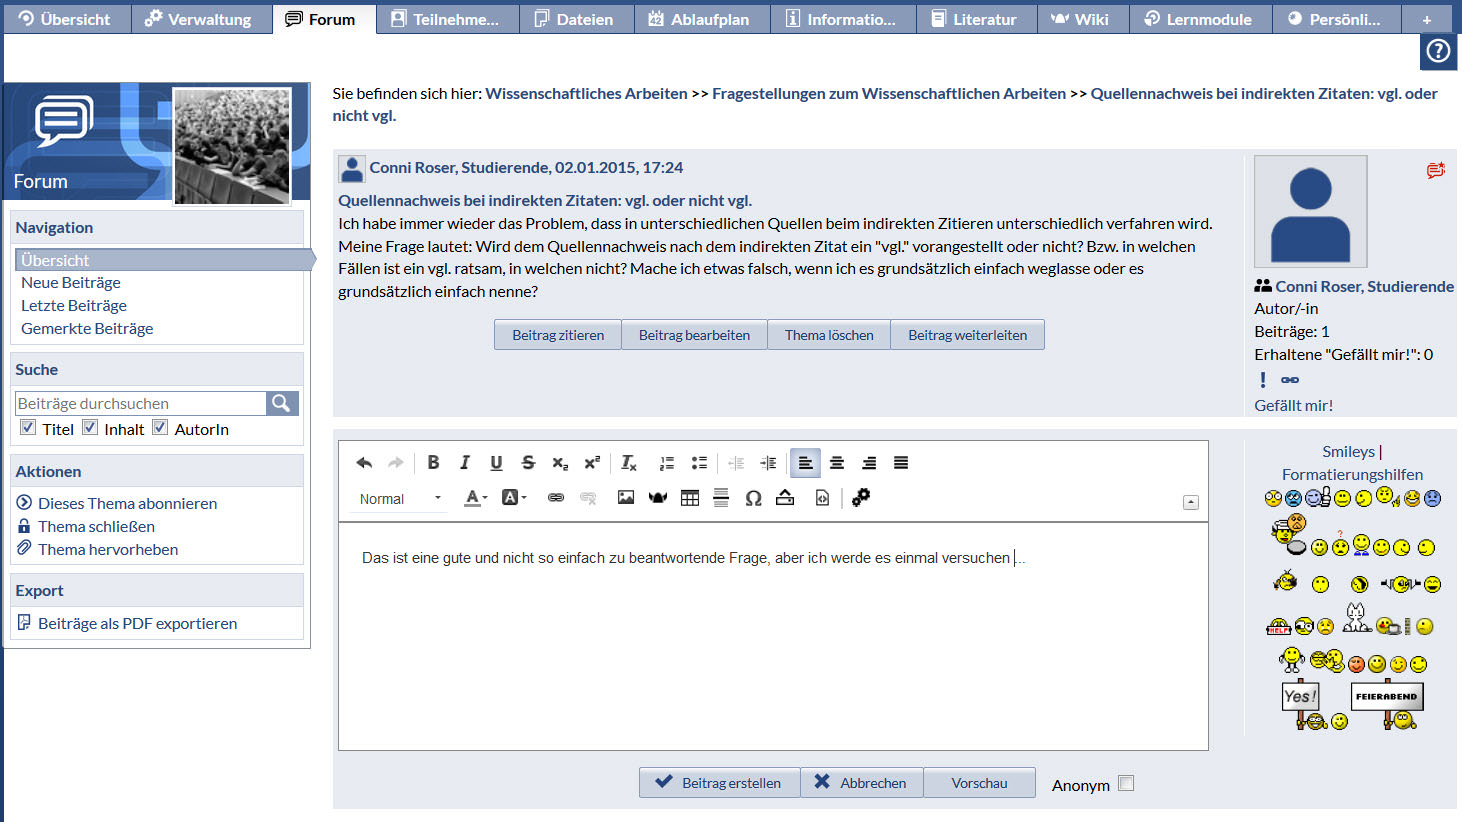 Übersicht
Verwaltung
Forum
Teilnehme...
Dateien
Ablaufplan
Informatio...
Literatur
Wiki
Lernmodule
Persönli...
+
?
Sie befinden sich hier: Wissenschaftliches Arbeiten >> Fragestellungen zum Wissenschaftlichen Arbeiten >> Quellennachweis bei indirekten Zitaten: vgl. oder
nicht vgl.
Forum
Navigation
Übersicht
Neue Beiträge
Letzte Beiträge
Gemerkte Beiträge
Suche
Beiträge durchsuchen
Titel Inhalt AutorIn
Aktionen
Dieses Thema abonnieren
Thema schließen
Thema hervorheben
Export
Beiträge als PDF exportieren
Conni Roser, Studierende, 02.01.2015, 17:24
Quellennachweis bei indirekten Zitaten: vgl. oder nicht vgl.
Ich habe immer wieder das Problem, dass in unterschiedlichen Quellen beim indirekten Zitieren unterschiedlich verfahren wird.
Meine Frage lautet: Wird dem Quellennachweis nach dem indirekten Zitat ein "vgl." vorangestellt oder nicht? Bzw. in welchen
Fällen ist ein vgl. ratsam, in welchen nicht? Mache ich etwas falsch, wenn ich es grundsätzlich einfach weglasse oder es
grundsätzlich einfach nenne?
Beitrag zitieren
Beitrag bearbeiten
Thema löschen
Beitrag weiterleiten
Conni Roser, Studierende
Autor/-in
Beiträge: 1
Erhaltene "Gefällt mir!": 0
Gefällt mir!
B I U S x₂ x² Tx
Normal A A Ω
Das ist eine gute und nicht so einfach zu beantwortende Frage, aber ich werde es einmal versuchen ...
Smileys |
Formatierungshilfen
HELP
Yes!
FEIERABEND
Beitrag erstellen
Abbrechen
Vorschau
Anonym